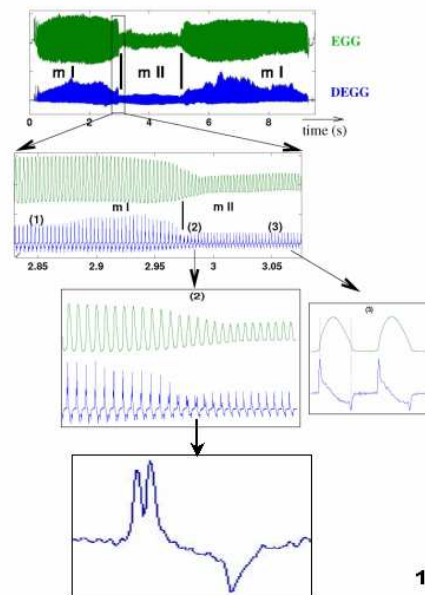 EGG
m I m II m I
DEGG
0 2 4 6 8
time (s)
m I m II
(1) (2) (3)
2.85 2.9 2.95 3 3.05
(2)
(3)
1